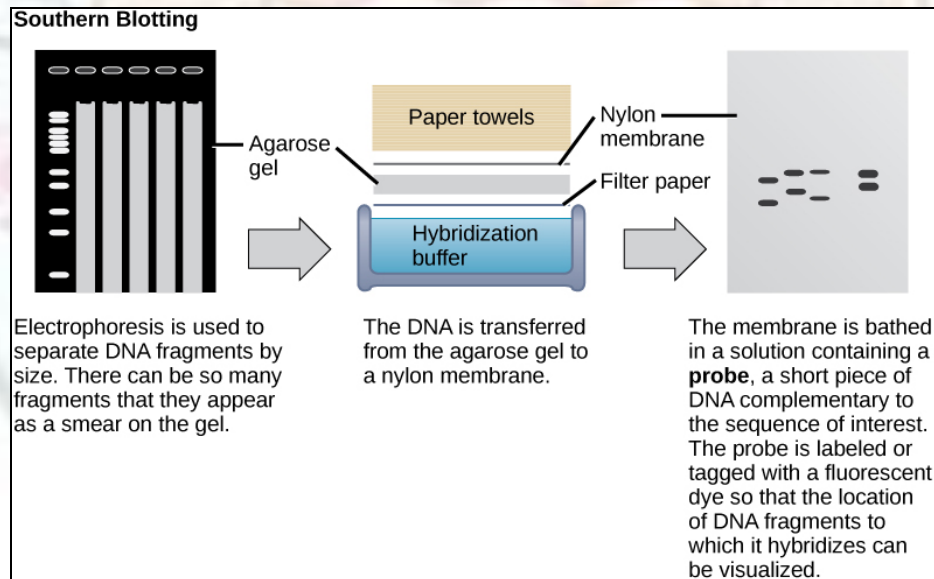 Southern Blotting
Agarose
gel
Paper towels
Nylon
membrane
Filter paper
Hybridization
buffer
Electrophoresis is used to
separate DNA fragments by
size. There can be so many
fragments that they appear
as a smear on the gel.
The DNA is transferred
from the agarose gel to
a nylon membrane.
The membrane is bathed
in a solution containing a
probe, a short piece of
DNA complementary to
the sequence of interest.
The probe is labeled or
tagged with a fluorescent
dye so that the location
of DNA fragments to
which it hybridizes can
be visualized.